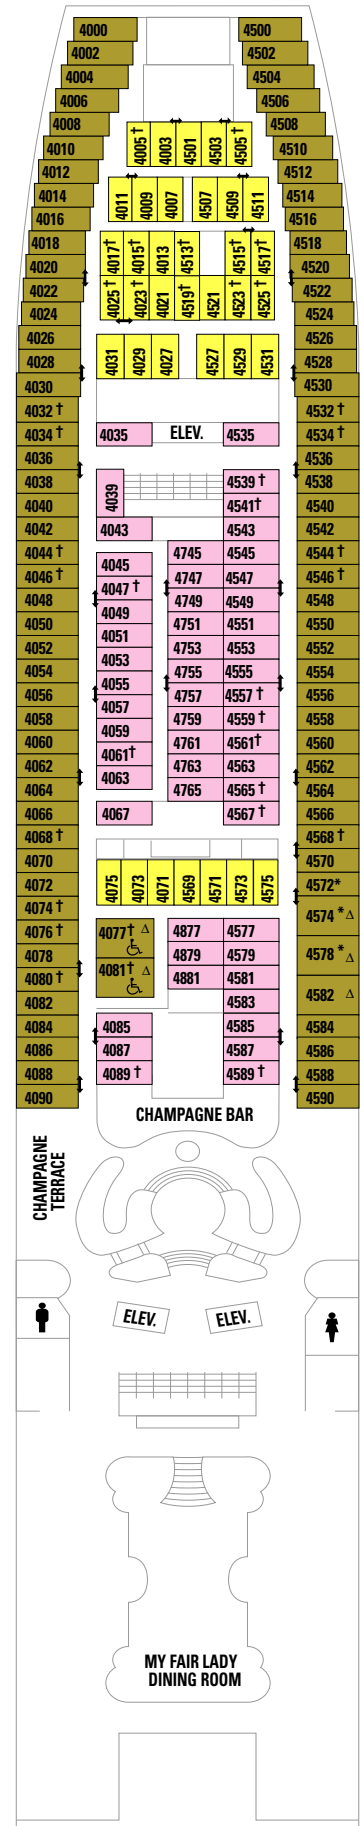 4000 4500
4002 4502
4004 4504
4006 4506
4008 4508
4005† 4003 4501 4503 4505†
4010 4510
4012 4512
4014 4011 4009 4007 4507 4509 4511 4514
4016 4516
4018 4518
4017† 4015† 4013 4513† 4515† 4517†
4020 4520
4022 4522
4025† 4023† 4021 4519† 4521 4523† 4525†
4024 4524
4026 4526
4028 4031 4029 4027 4527 4529 4531 4528
4030 4530
4032 † 4532 †
4034 † 4035 ELEV. 4535 4534 †
4036 4536
4038 4539 † 4538
4039
4040 4541† 4540
4042 4043 4543 4542
4044 † 4745 4545 4544 †
4045
4046 † 4747 4547 4546 †
4047 †
4048 4749 4549 4548
4049
4050 4751 4551 4550
4051
4052 4753 4553 4552
4053
4054 4755 4555 4554
4055
4056 4757 4557 † 4556
4057
4058 4759 4559 † 4558
4059
4060 4761 4561† 4560
4061†
4062 4763 4563 4562
4063
4064 4765 4565 † 4564
4066 4067 4567 † 4566
4068 † 4568 †
4070 4570
4072 4075 4073 4071 4569 4571 4573 4575 4572*
4074 † 4574 * Δ
4076 † 4077† Δ 4877 4577
4078 4879 4579 4578 * Δ
4080 † 4081† Δ 4881 4581
4082 4583 4582 Δ
4084 4085 4585 4584
4086 4087 4587 4586
4088 4089 † 4589 † 4588
4090 4590
CHAMPAGNE BAR
CHAMPAGNE
TERRACE
ELEV. ELEV.
MY FAIR LADY
DINING ROOM